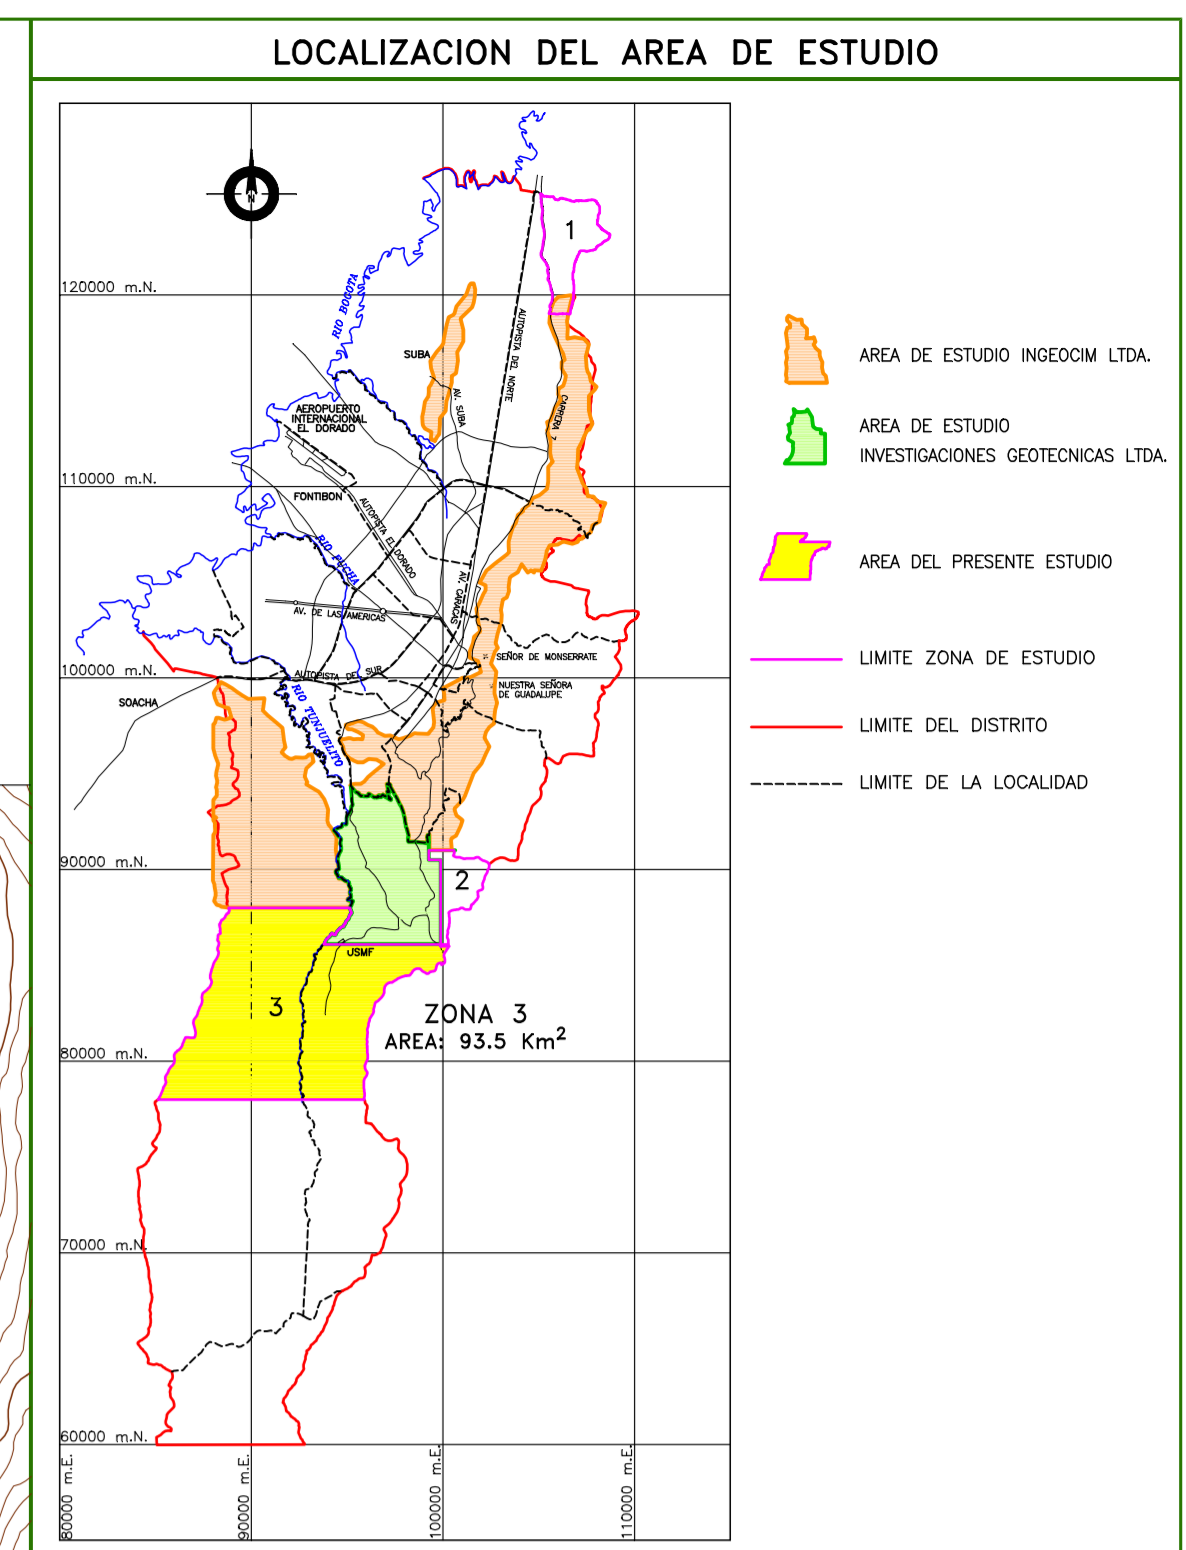 LOCALIZACION DEL AREA DE ESTUDIO
N
1
120000 m.N.
RIO BOGOTA
AUTOPISTA DEL NORTE
SUBA
AV. SUBA
CARRERA 7
AEROPUERTO
INTERNACIONAL
EL DORADO
110000 m.N.
FONTIBON
AUTOPISTA EL DORADO
RIO FUCHA
AV. CARACAS
AV. DE LAS AMERICAS
SEÑOR DE MONSERRATE
100000 m.N.
AUTOPISTA DEL SUR
NUESTRA SEÑORA
DE GUADALUPE
SOACHA
RIO TUNJUELITO
90000 m.N.
2
USMF
3
ZONA 3
AREA: 93.5 Km²
80000 m.N.
70000 m.N.
60000 m.N.
80000 m.E.
90000 m.E.
100000 m.E.
110000 m.E.
AREA DE ESTUDIO INGEOCIM LTDA.
AREA DE ESTUDIO
INVESTIGACIONES GEOTECNICAS LTDA.
AREA DEL PRESENTE ESTUDIO
LIMITE ZONA DE ESTUDIO
LIMITE DEL DISTRITO
LIMITE DE LA LOCALIDAD